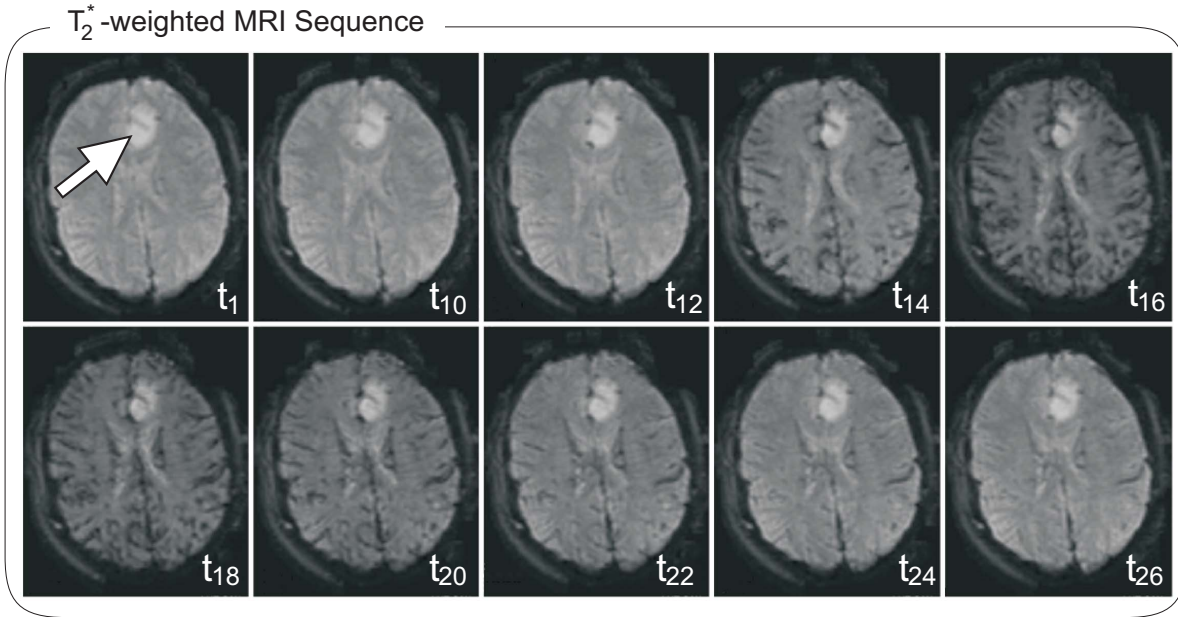 T₂*-weighted MRI Sequence
t₁ t₁₀ t₁₂ t₁₄ t₁₆
t₁₈ t₂₀ t₂₂ t₂₄ t₂₆